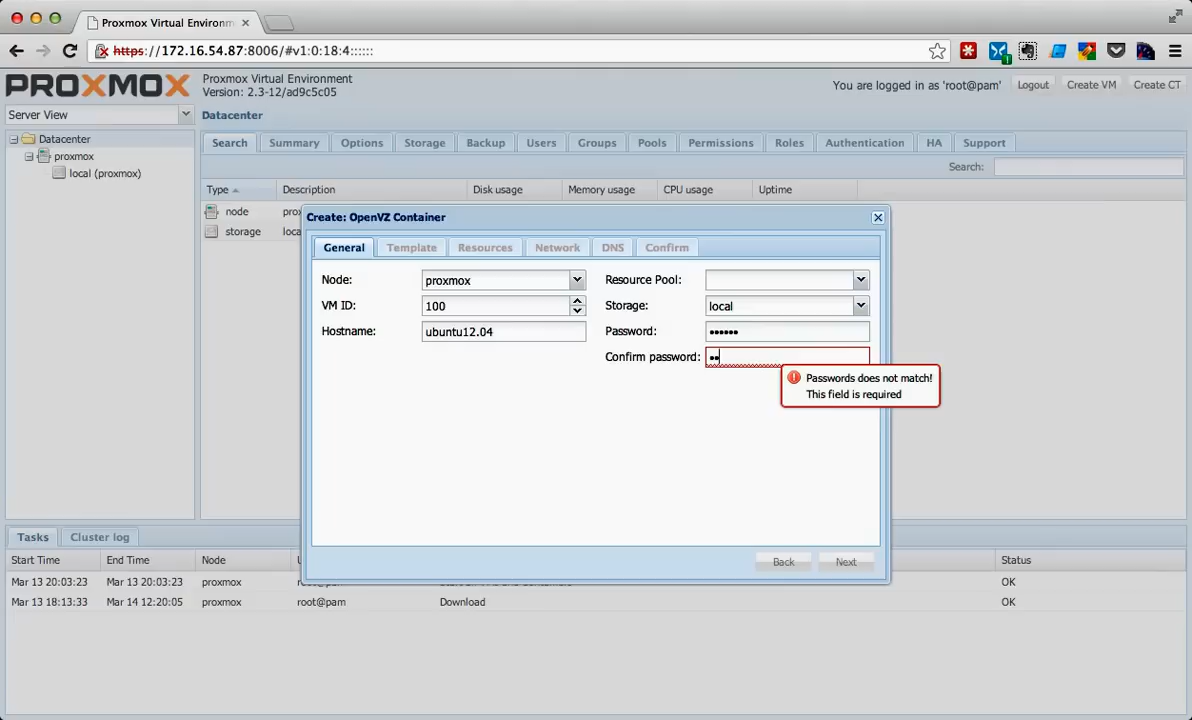 Proxmox Virtual Environm
https://172.16.54.87:8006/#v1:0:18:4::::::
1
PROXMOX
Proxmox Virtual Environment
Version: 2.3-12/ad9c5c05
You are logged in as 'root@pam'
Logout
Create VM
Create CT
Server View
Datacenter
Datacenter
proxmox
local (proxmox)
Search
Summary
Options
Storage
Backup
Users
Groups
Pools
Permissions
Roles
Authentication
HA
Support
Search:
Type
Description
Disk usage
Memory usage
CPU usage
Uptime
node
prox
storage
loca
Create: OpenVZ Container
General
Template
Resources
Network
DNS
Confirm
Node:
proxmox
Resource Pool:
VM ID:
100
Storage:
local
Hostname:
ubuntu12.04
Password:
••••••
Confirm password:
••
Passwords does not match!
This field is required
Back
Next
Tasks
Cluster log
Start Time
End Time
Node
Status
Mar 13 20:03:23
Mar 13 20:03:23
proxmox
OK
Mar 13 18:13:33
Mar 14 12:20:05
proxmox
root@pam
Download
OK